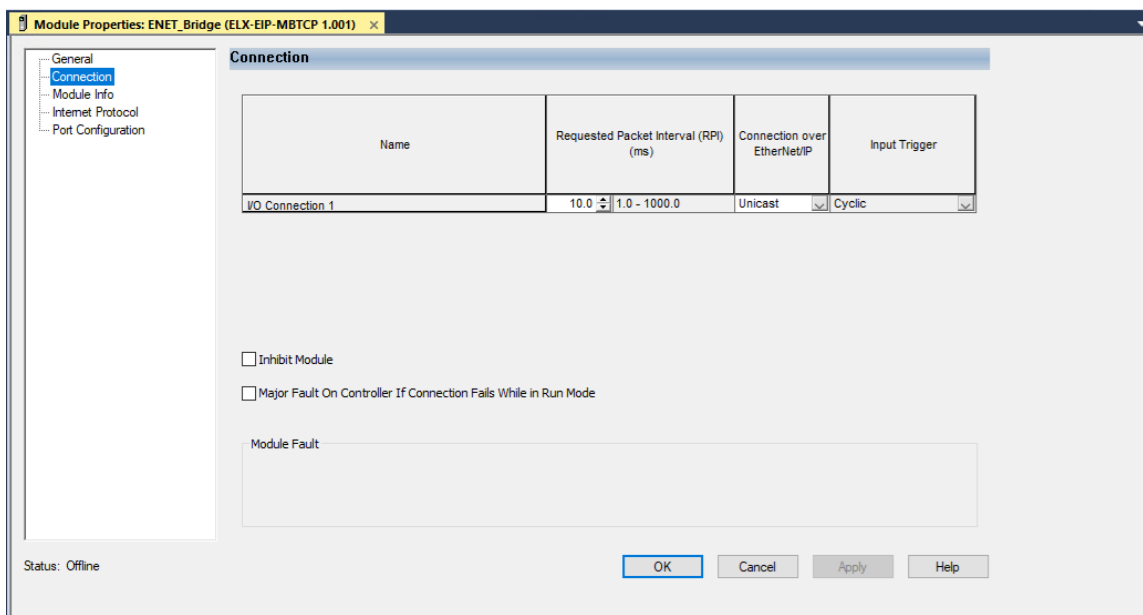 Module Properties: ENET_Bridge (ELX-EIP-MBTCP 1.001) ×
General
Connection
Module Info
Internet Protocol
Port Configuration
Connection
Name
Requested Packet Interval (RPI)
(ms)
Connection over
EtherNet/IP
Input Trigger
I/O Connection 1 10.0 1.0 - 1000.0 Unicast Cyclic
Inhibit Module
Major Fault On Controller If Connection Fails While in Run Mode
Module Fault
Status: Offline OK Cancel Apply Help